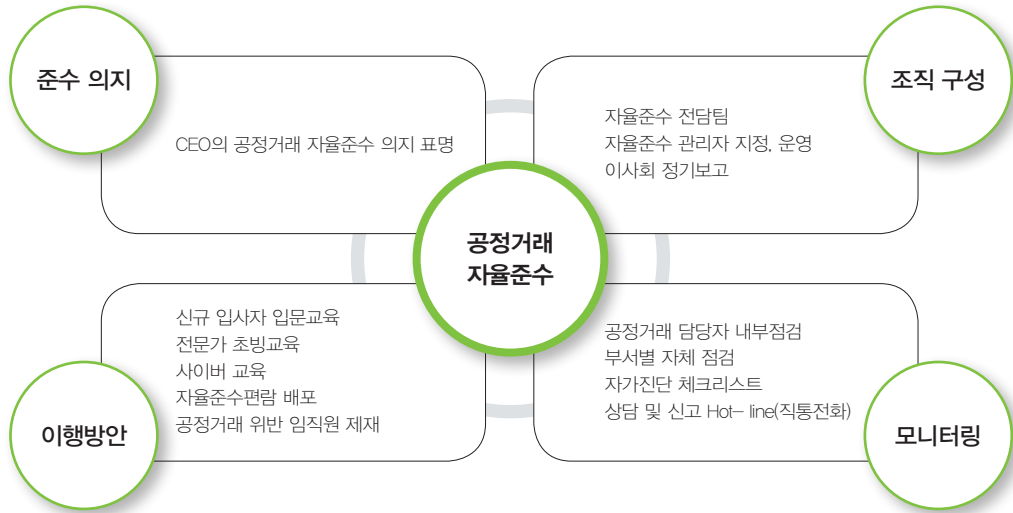 준수 의지
CEO의 공정거래 자율준수 의지 표명
조직 구성
자율준수 전담팀
자율준수 관리자 지정, 운영
이사회 정기보고
공정거래
자율준수
이행방안
신규 입사자 입문교육
전문가 초빙교육
사이버 교육
자율준수편람 배포
공정거래 위반 임직원 제재
모니터링
공정거래 담당자 내부점검
부서별 자체 점검
자가진단 체크리스트
상담 및 신고 Hot- line(직통전화)